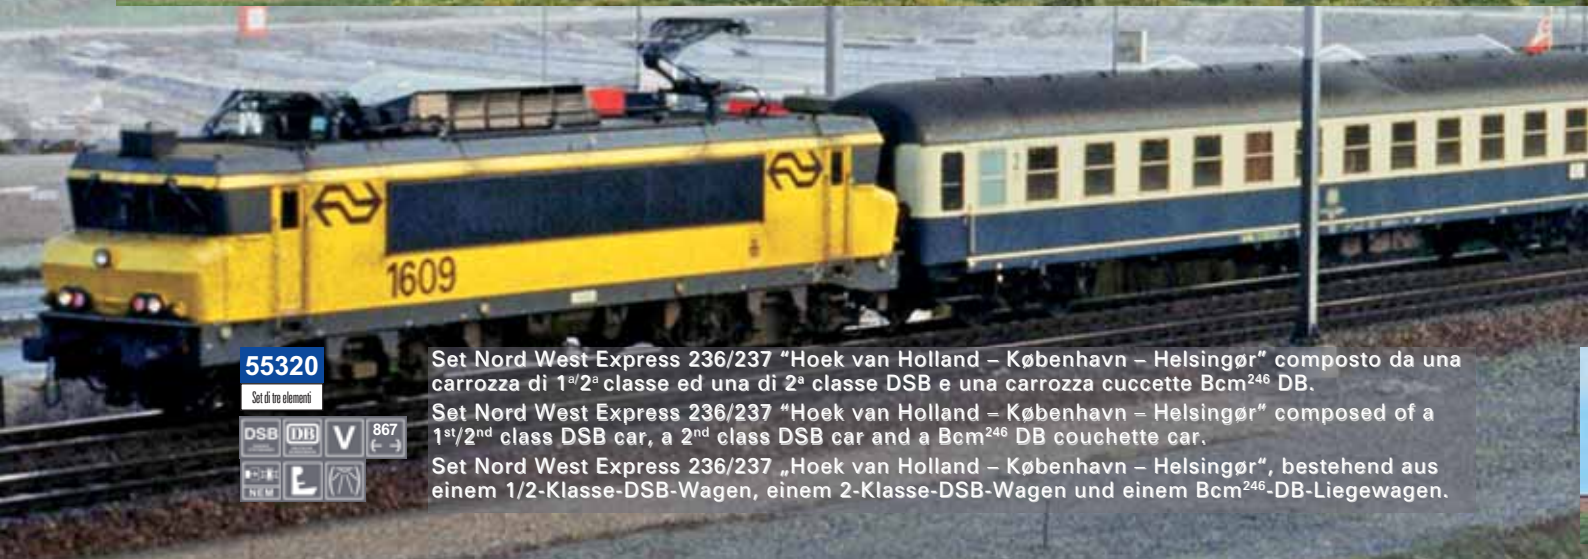 1609
55320
Set di tre elementi
DSB DB V 867
NEM
Set Nord West Express 236/237 “Hoek van Holland – København – Helsingør” composto da una
carrozza di 1ª/2ª classe ed una di 2ª classe DSB e una carrozza cuccette Bcm²⁴⁶ DB.
Set Nord West Express 236/237 “Hoek van Holland – København – Helsingør” composed of a
1ˢᵗ/2ⁿᵈ class DSB car, a 2ⁿᵈ class DSB car and a Bcm²⁴⁶ DB couchette car.
Set Nord West Express 236/237 „Hoek van Holland – København – Helsingør“, bestehend aus
einem 1/2-Klasse-DSB-Wagen, einem 2-Klasse-DSB-Wagen und einem Bcm²⁴⁶-DB-Liegewagen.